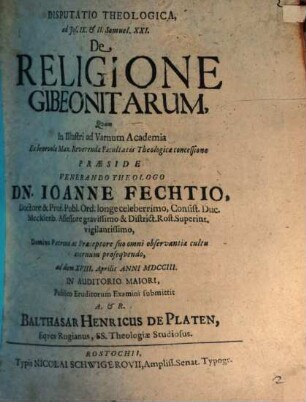 DISPUTATIO THEOLOGICA,
ad Jos. IX. & II. Samuel. XXI.
De
RELIGIONE
GIBEONITARUM,
Quam
In Illustri ad Varnum Academia
Ex decreto Max. Reverendæ Facultatis Theologicæ concessione
PRÆSIDE
VENERANDO THEOLOGO
DN. IOANNE FECHTIO,
Doctore & Prof. Publ. Ord. longe celeberrimo, Consist. Duc.
Mecklenb. Assessore gravissimo & District. Rost. Superint.
vigilantissimo,
Domino Patrono ac Præceptore suo omni observantiæ cultu
æternum prosequendo,
ad diem Aprilis ANNI MDCCIII.
IN AUDITORIO MAIORI,
Publico Eruditorum Examini submittit
A. & R.
BALTHASAR HENRICUS DE PLATEN,
Eques Rugianus, SS. Theologiæ Studiosus.
ROSTOCHII,
Typis NICOLAI SCHWIGEROVII, Ampliss. Senat. Typogr.
2